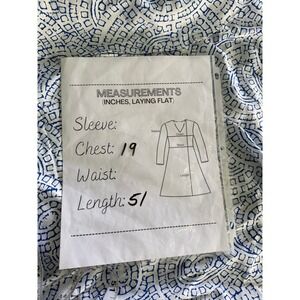 MEASUREMENTS
(INCHES, LAYING FLAT)
Sleeve:
Chest: 19
Waist:
Length: 51